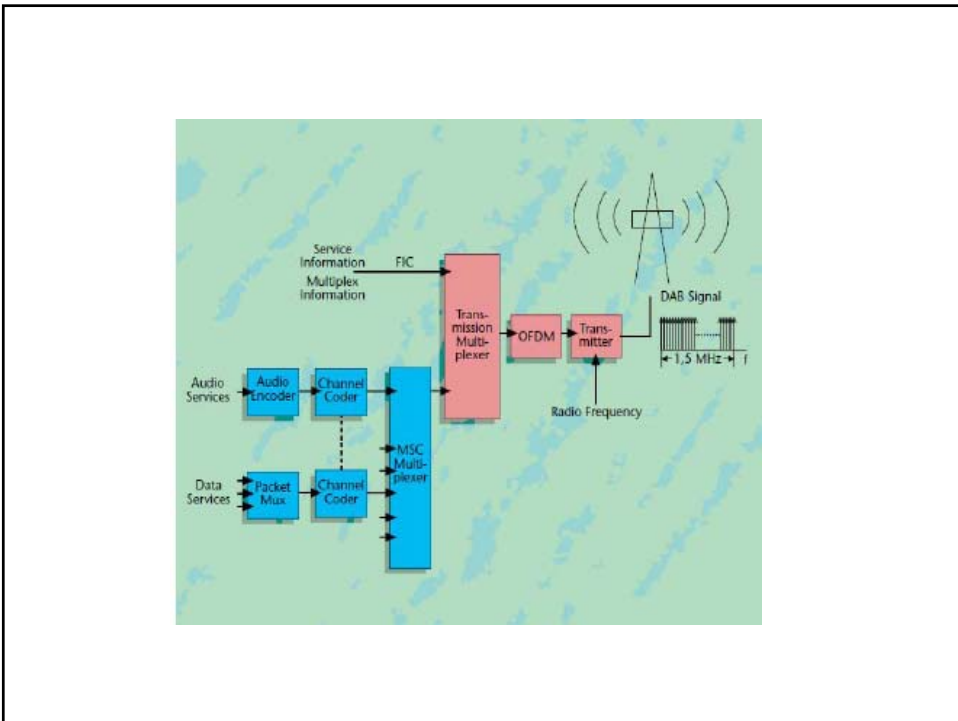 Service
Information
FIC
Multiplex
Information
Trans-
mission
Multi-
plexer
OFDM
Trans-
mitter
DAB Signal
1,5 MHz
f
Radio Frequency
Audio
Services
Audio
Encoder
Channel
Coder
MSC
Multi-
plexer
Data
Services
Packet
Mux
Channel
Coder